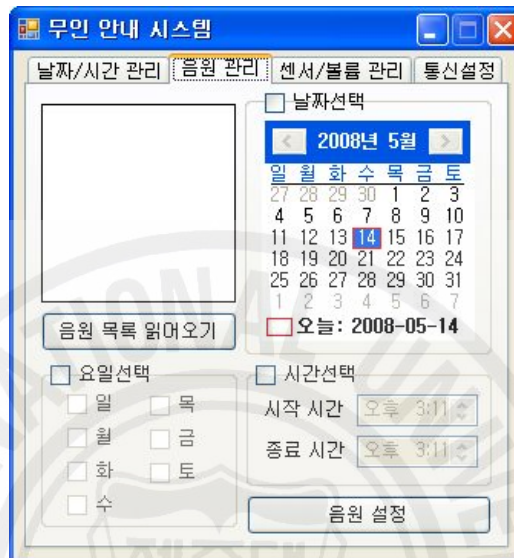 무인 안내 시스템
날짜/시간 관리 음원 관리 센서/볼륨 관리 통신설정
날짜선택
2008년 5월
일 월 화 수 목 금 토
27 28 29 30 1 2 3
4 5 6 7 8 9 10
11 12 13 14 15 16 17
18 19 20 21 22 23 24
25 26 27 28 29 30 31
1 2 3 4 5 6 7
오늘: 2008-05-14
음원 목록 읽어오기
요일선택
일 목
월 금
화 토
수
시간선택
시작 시간 오후 3:11
종료 시간 오후 3:11
음원 설정